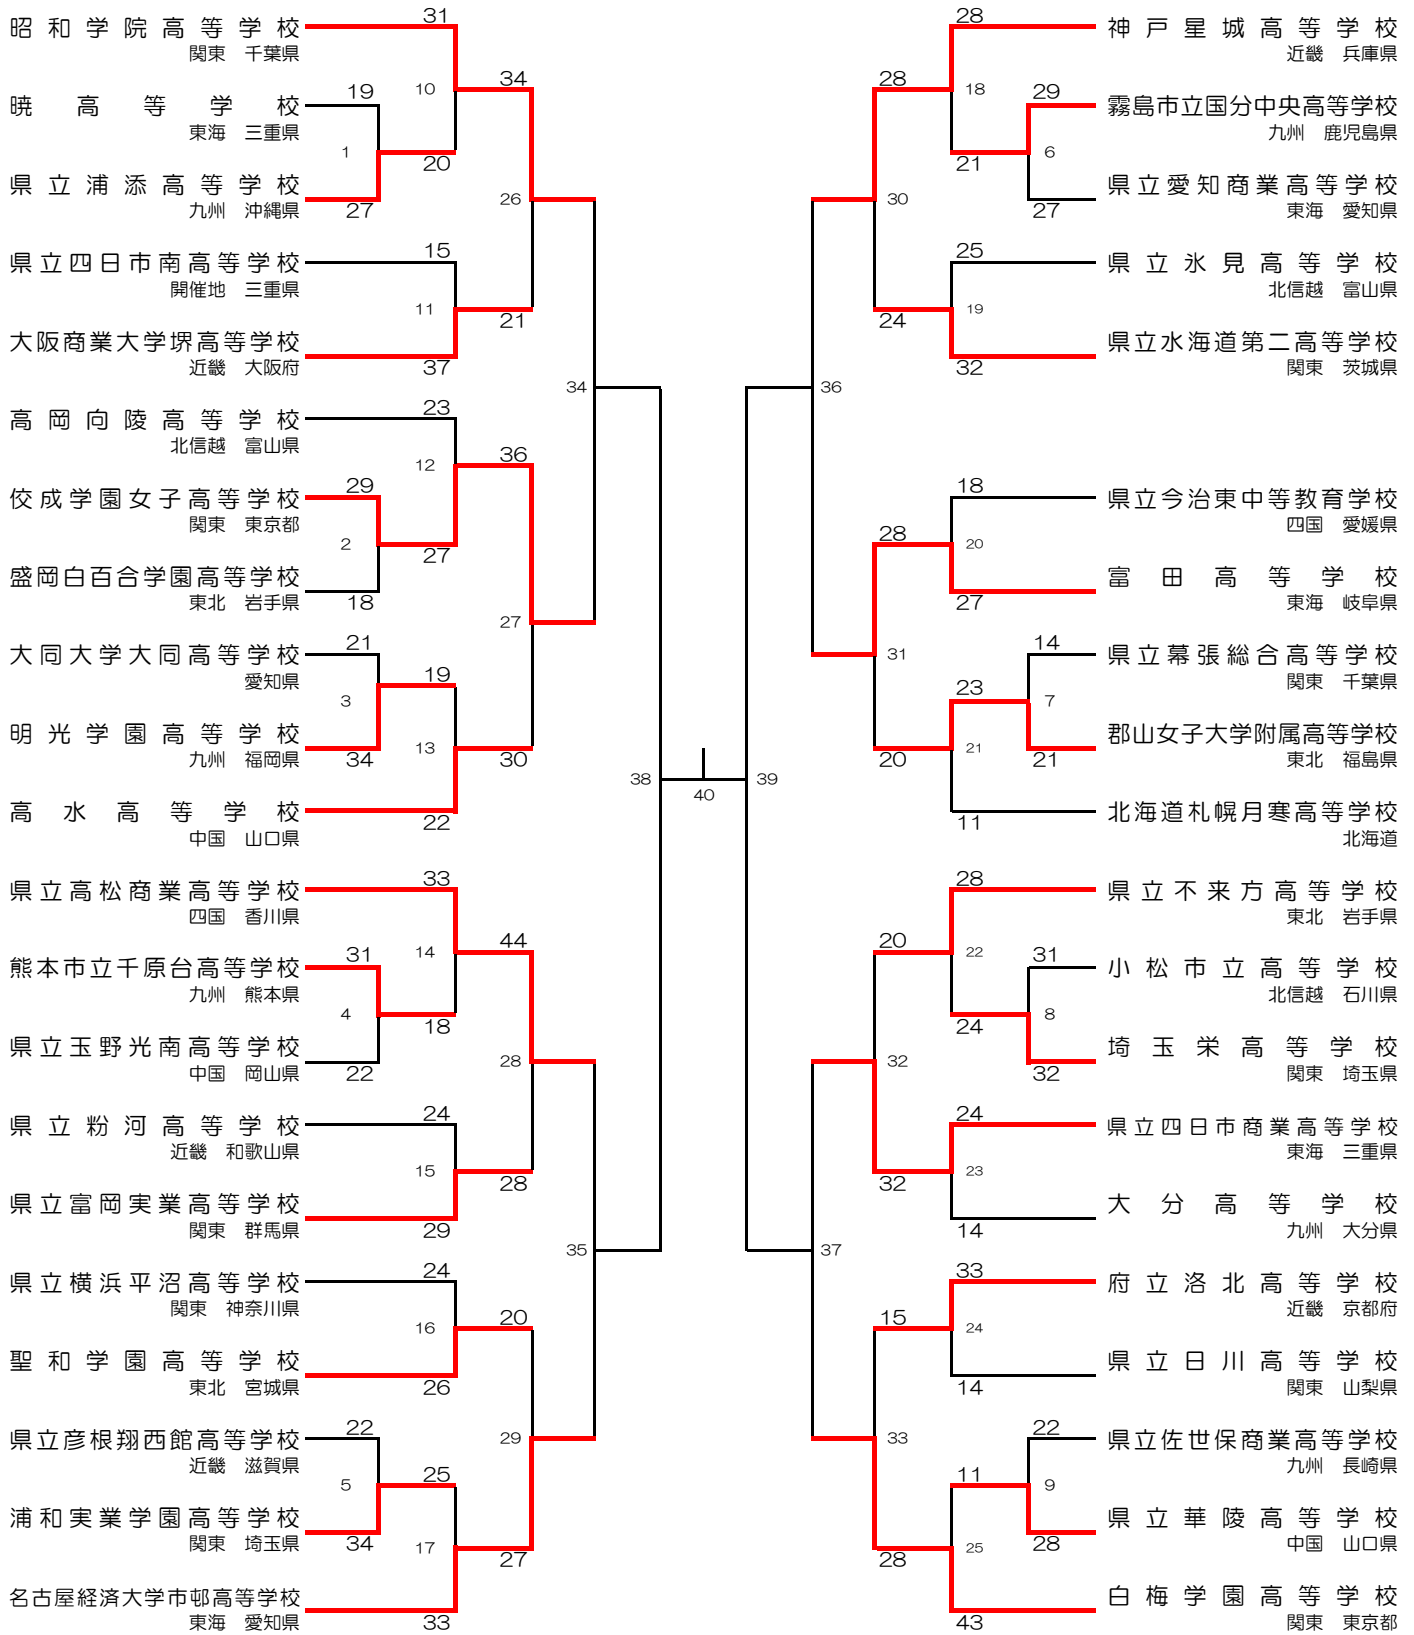 昭和学院高等学校
関東　千葉県
暁高等学校
東海　三重県
県立浦添高等学校
九州　沖縄県
県立四日市南高等学校
開催地　三重県
大阪商業大学堺高等学校
近畿　大阪府
高岡向陵高等学校
北信越　富山県
佼成学園女子高等学校
関東　東京都
盛岡白百合学園高等学校
東北　岩手県
大同大学大同高等学校
愛知県
明光学園高等学校
九州　福岡県
高水高等学校
中国　山口県
県立高松商業高等学校
四国　香川県
熊本市立千原台高等学校
九州　熊本県
県立玉野光南高等学校
中国　岡山県
県立粉河高等学校
近畿　和歌山県
県立富岡実業高等学校
関東　群馬県
県立横浜平沼高等学校
関東　神奈川県
聖和学園高等学校
東北　宮城県
県立彦根翔西館高等学校
近畿　滋賀県
浦和実業学園高等学校
関東　埼玉県
名古屋経済大学市邨高等学校
東海　愛知県
19
1
27
29
2
18
21
3
34
31
4
22
22
5
34
31
10
20
15
11
37
23
12
27
19
13
22
33
14
18
24
15
29
24
16
26
25
17
33
34
26
21
36
27
30
44
28
28
20
29
27
34
35
38
40
39
36
37
28
30
24
28
31
20
20
32
32
15
33
28
28
18
21
25
19
32
18
20
27
23
21
11
28
22
24
24
23
14
33
24
14
11
25
43
29
6
27
14
7
21
31
8
32
22
9
28
神戸星城高等学校
近畿　兵庫県
霧島市立国分中央高等学校
九州　鹿児島県
県立愛知商業高等学校
東海　愛知県
県立氷見高等学校
北信越　富山県
県立水海道第二高等学校
関東　茨城県
県立今治東中等教育学校
四国　愛媛県
富田高等学校
東海　岐阜県
県立幕張総合高等学校
関東　千葉県
郡山女子大学附属高等学校
東北　福島県
北海道札幌月寒高等学校
北海道
県立不来方高等学校
東北　岩手県
小松市立高等学校
北信越　石川県
埼玉栄高等学校
関東　埼玉県
県立四日市商業高等学校
東海　三重県
大分高等学校
九州　大分県
府立洛北高等学校
近畿　京都府
県立日川高等学校
関東　山梨県
県立佐世保商業高等学校
九州　長崎県
県立華陵高等学校
中国　山口県
白梅学園高等学校
関東　東京都